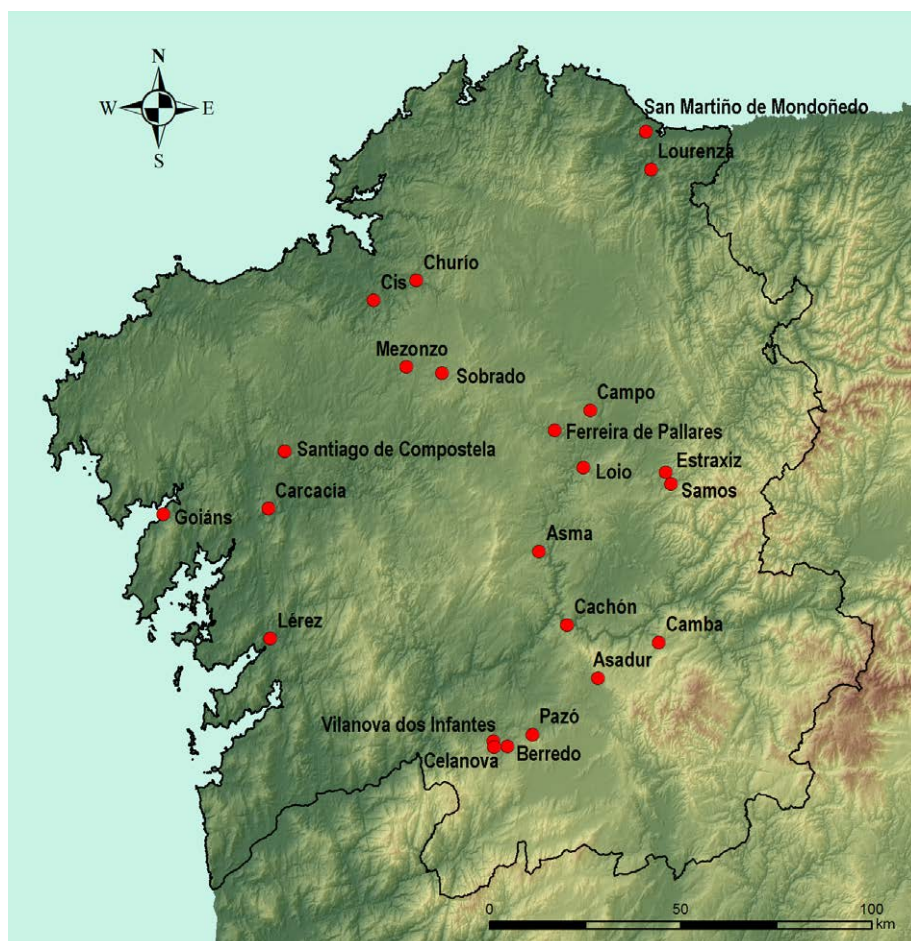 N
W E
S
San Martiño de Mondoñedo
Lourenzá
Churío
Cis
Mezonzo
Sobrado
Campo
Ferreira de Pallares
Santiago de Compostela
Loio
Estraxiz
Samos
Carcacia
Goiáns
Asma
Cachón
Camba
Lérez
Asadur
Pazó
Vilanova dos Infantes
Celanova
Berredo
0 50 100
km